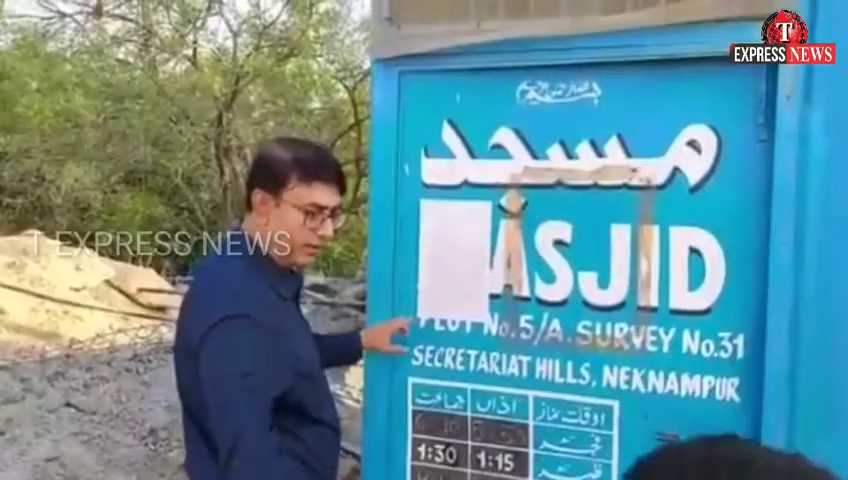 T
EXPRESS NEWS
مسجد
ASJID
PLOT No.5/A. SURVEY No.31
SECRETARIAT HILLS, NEKNAMPUR
T EXPRESS NEWS
اوقات نماز اذاں جماعت
فجر
ظہر 1:15 1:30